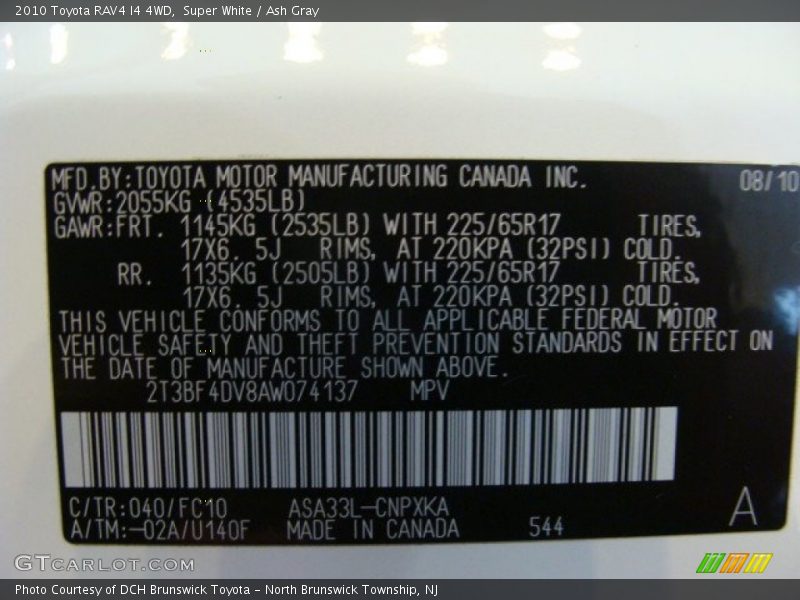 2010 Toyota RAV4 I4 4WD,  Super White / Ash Gray
MFD.BY:TOYOTA MOTOR MANUFACTURING CANADA INC. 08/10
GVWR:2055KG (4535LB)
GAWR:FRT. 1145KG (2535LB) WITH 225/65R17 TIRES,
17X6. 5J RIMS, AT 220KPA (32PSI) COLD.
RR. 1135KG (2505LB) WITH 225/65R17 TIRES,
17X6. 5J RIMS, AT 220KPA (32PSI) COLD.
THIS VEHICLE CONFORMS TO ALL APPLICABLE FEDERAL MOTOR
VEHICLE SAFETY AND THEFT PREVENTION STANDARDS IN EFFECT ON
THE DATE OF MANUFACTURE SHOWN ABOVE.
2T3BF4DV8AW074137 MPV
C/TR:040/FC10 ASA33L-CNPXKA
A/TM:-02A/U140F MADE IN CANADA 544 A
GTCARLOT.COM
Photo Courtesy of DCH Brunswick Toyota - North Brunswick Township, NJ